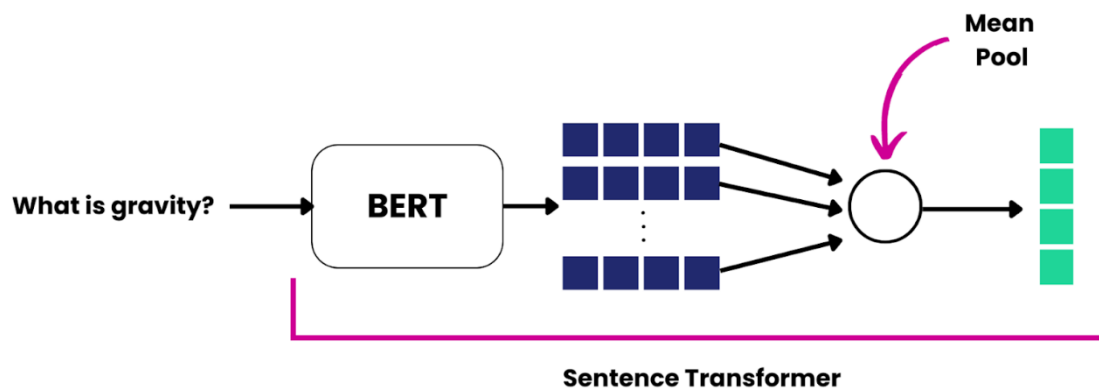 Mean
Pool
What is gravity?
BERT
Sentence Transformer